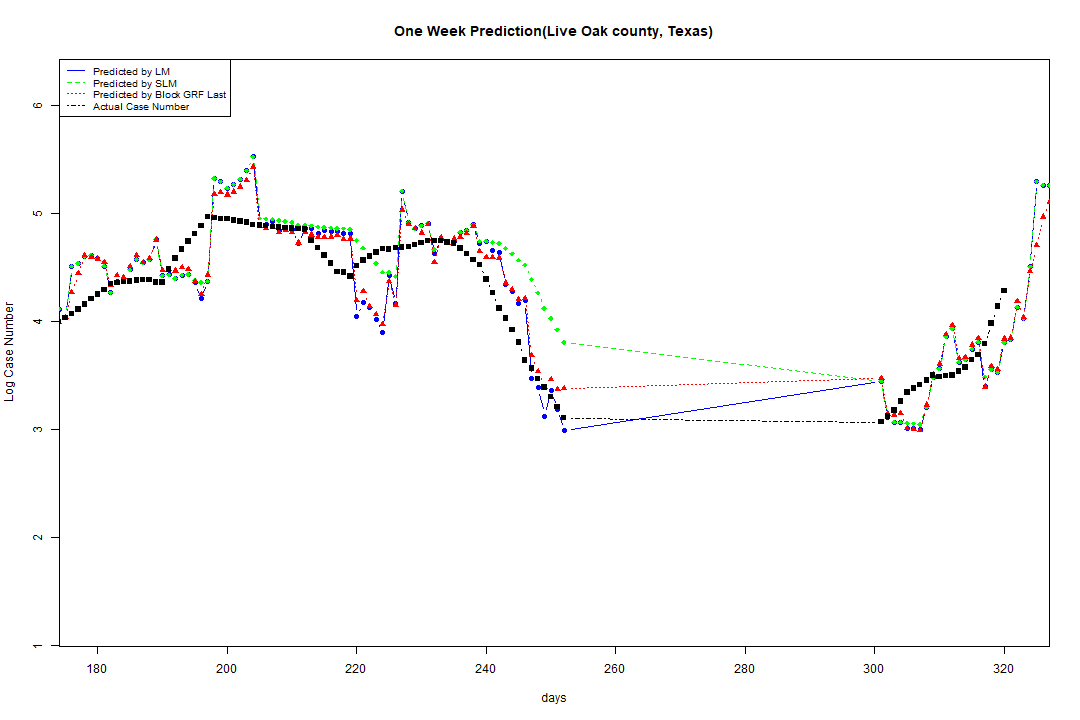 One Week Prediction(Live Oak county, Texas)
Predicted by LM
Predicted by SLM
Predicted by Block GRF Last
Actual Case Number
6
5
4
3
2
1
Log Case Number
180 200 220 240 260 280 300 320
days